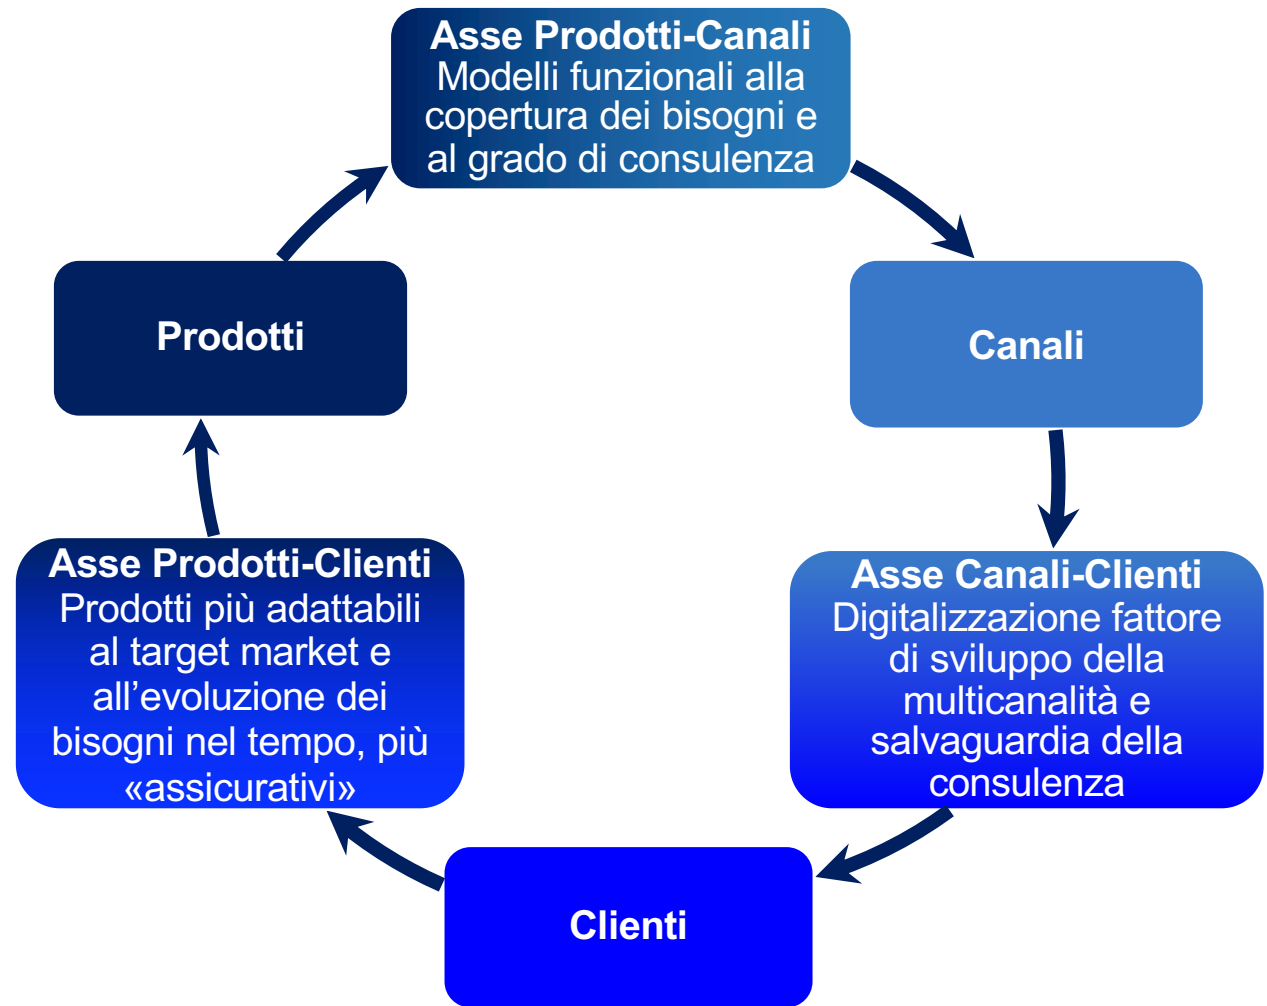 Asse Prodotti-Canali
Modelli funzionali alla
copertura dei bisogni e
al grado di consulenza
Prodotti
Canali
Asse Prodotti-Clienti
Prodotti più adattabili
al target market e
all’evoluzione dei
bisogni nel tempo, più
«assicurativi»
Asse Canali-Clienti
Digitalizzazione fattore
di sviluppo della
multicanalità e
salvaguardia della
consulenza
Clienti